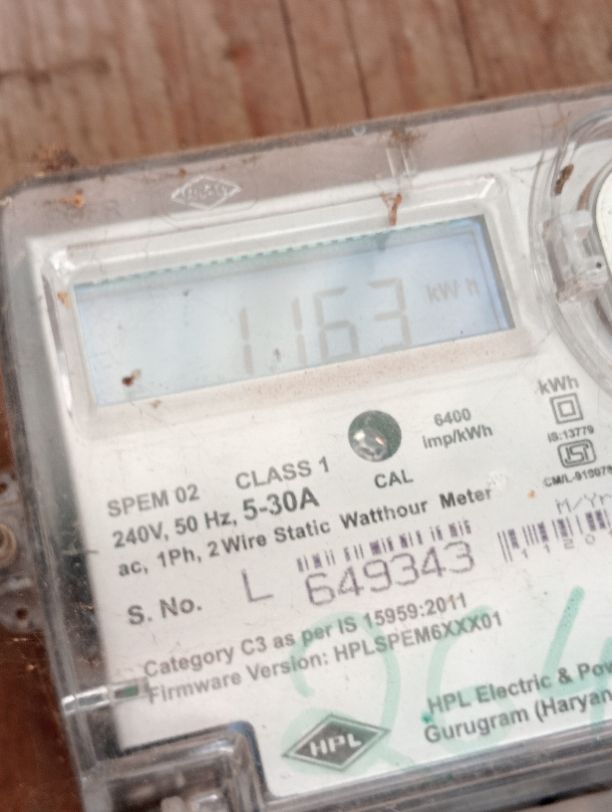 1.163 kWh
6400
imp/kWh
kWh
IS:13779
CLASS 1
CAL
SPEM 02
240V, 50 Hz, 5-30A
ac, 1Ph, 2 Wire Static Watthour Meter
M/Yr
S. No. L 649343
Category C3 as per IS 15959:2011
Firmware Version: HPLSPEM6XXX01
HPL Electric & Pow
Gurugram (Haryan
HPL